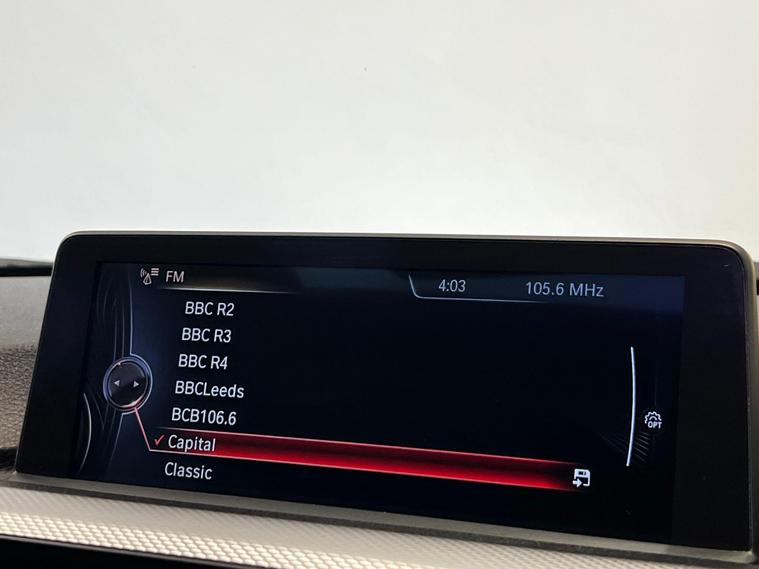 FM
4:03 105.6 MHz
BBC R2
BBC R3
BBC R4
BBCLeeds
BCB106.6
Capital
Classic
OPT